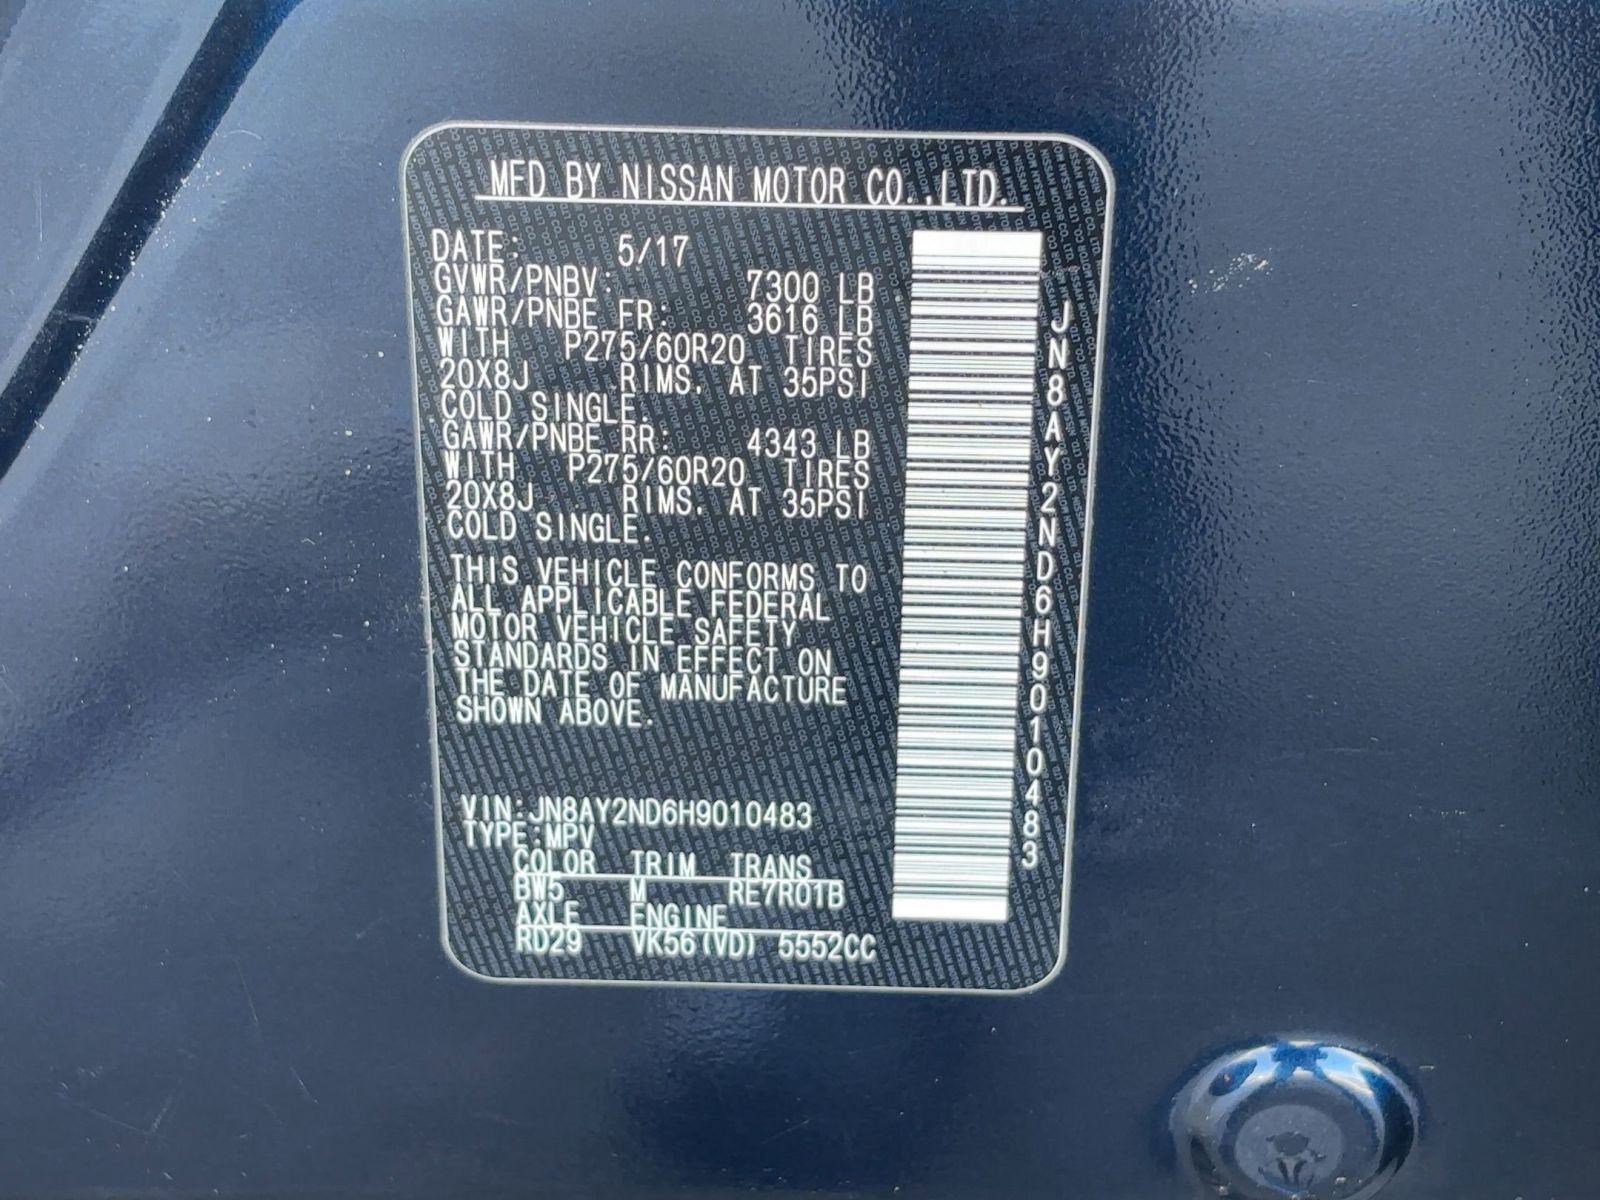 MFD BY NISSAN MOTOR CO.,LTD.
DATE: 5/17
GVWR/PNBV: 7300 LB
GAWR/PNBE FR: 3616 LB
WITH P275/60R20 TIRES
20X8J RIMS. AT 35PSI
COLD SINGLE.
GAWR/PNBE RR: 4343 LB
WITH P275/60R20 TIRES
20X8J RIMS. AT 35PSI
COLD SINGLE.
THIS VEHICLE CONFORMS TO
ALL APPLICABLE FEDERAL
MOTOR VEHICLE SAFETY
STANDARDS IN EFFECT ON
THE DATE OF MANUFACTURE
SHOWN ABOVE.
VIN:JN8AY2ND6H9010483
TYPE:MPV
COLOR TRIM TRANS
BW5 M RE7R01B
AXLE ENGINE
RD29 VK56(VD) 5552CC
JN8AY2ND6H9010483